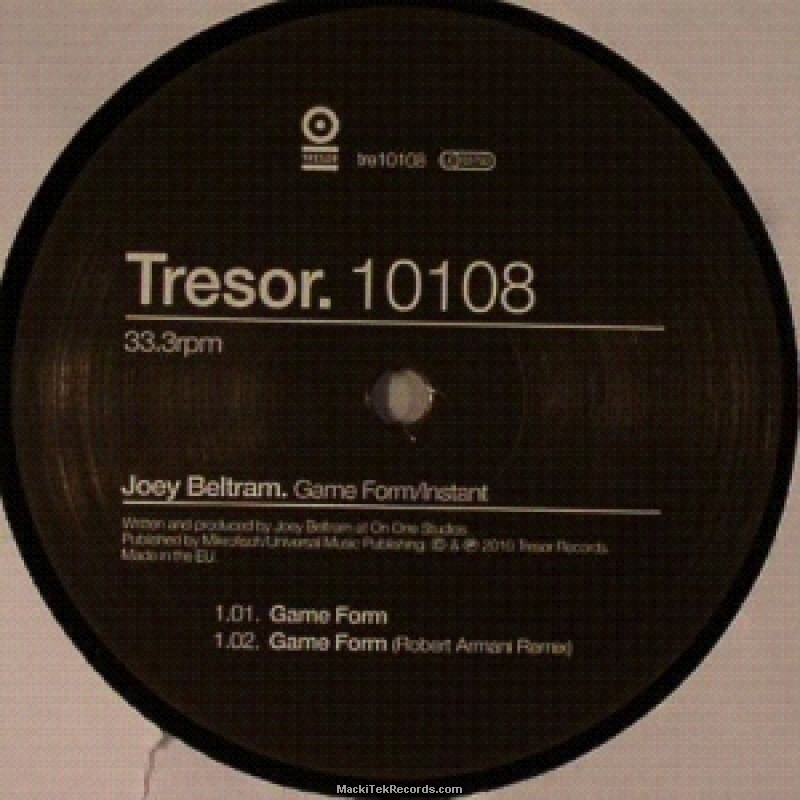 TRESOR
tre10108
Tresor. 10108
33.3rpm
Joey Beltram. Game Form/Instant
Written and produced by Joey Beltram at On One Studios.
Published by Mikrofisch/Universal Music Publishing. © & ℗ 2010 Tresor Records.
Made in the EU.
1.01. Game Form
1.02. Game Form (Robert Armani Remix)
MackiTekRecords.com